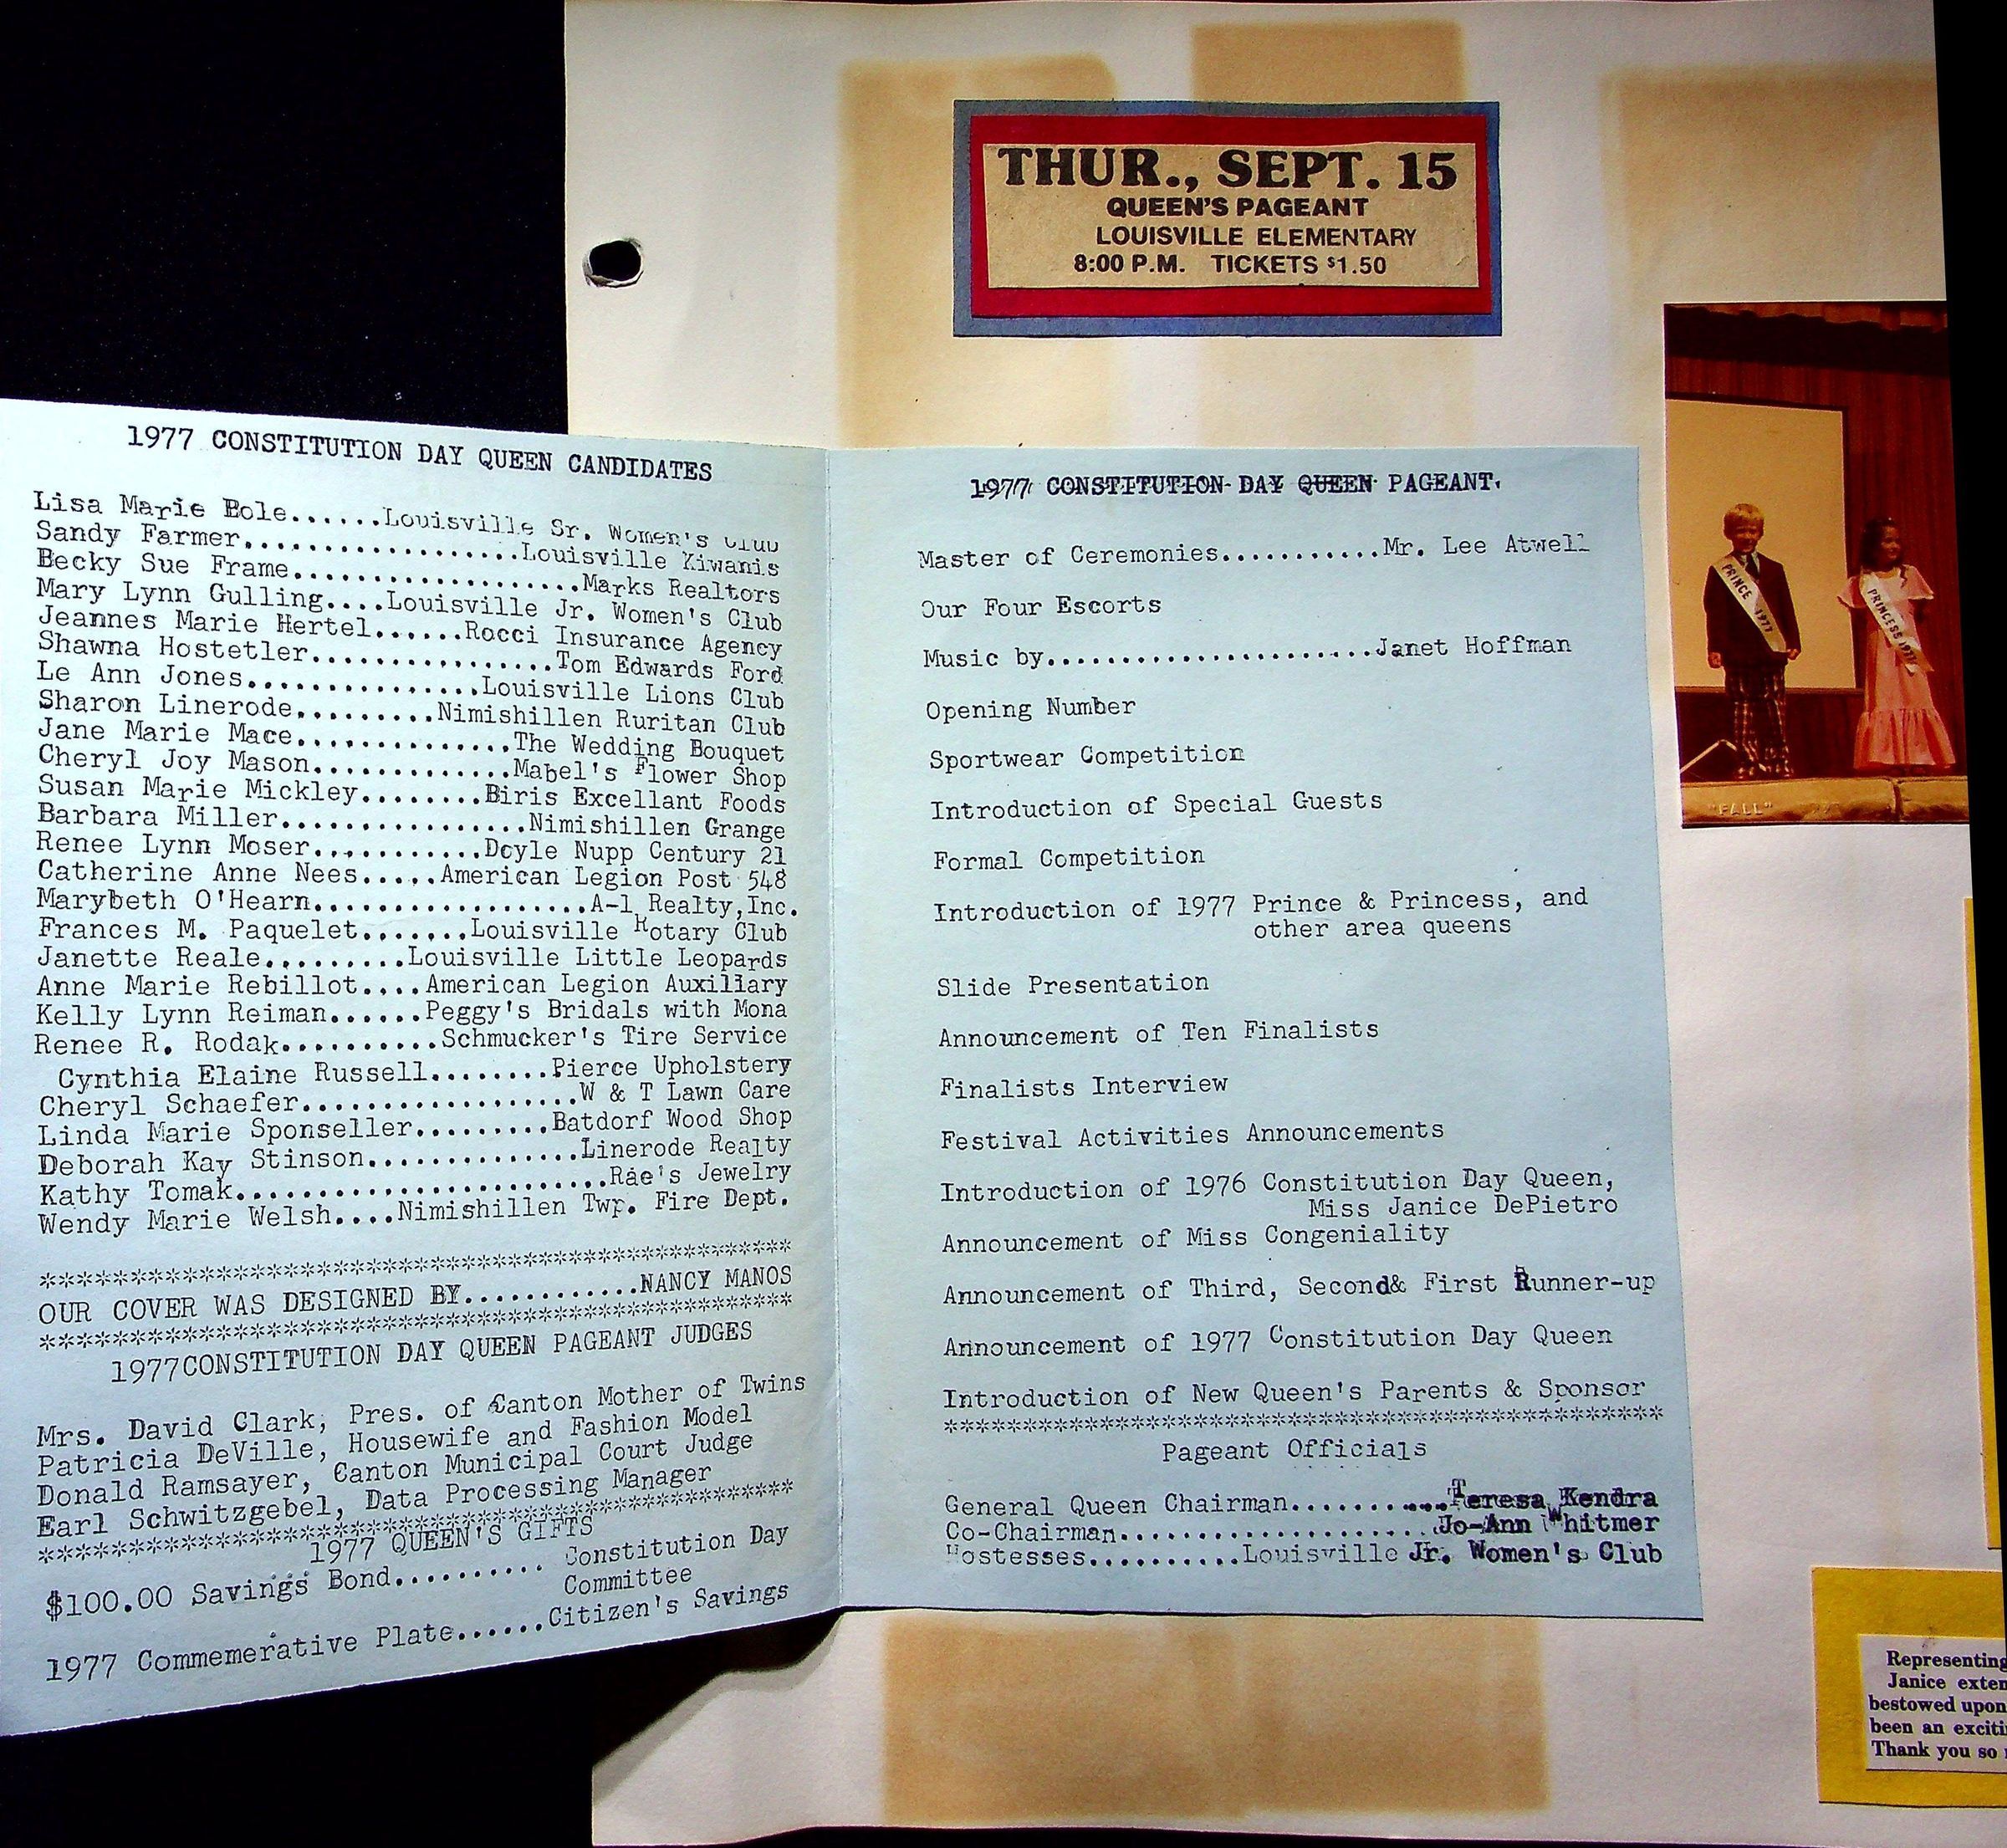 THUR., SEPT. 15
QUEEN'S PAGEANT
LOUISVILLE ELEMENTARY
8:00 P.M. TICKETS $1.50
1977 CONSTITUTION DAY QUEEN CANDIDATES
Lisa Marie Bole......Louisville Sr. Women's Club
Sandy Farmer..................Louisville Kiwanis
Becky Sue Frame...................Marks Realtors
Mary Lynn Gulling....Louisville Jr. Women's Club
Jeannes Marie Hertel......Rocci Insurance Agency
Shawna Hostetler................Tom Edwards Ford
Le Ann Jones...............Louisville Lions Club
Sharon Linerode.........Nimishillen Ruritan Club
Jane Marie Mace..............The Wedding Bouquet
Cheryl Joy Mason.............Mabel's Flower Shop
Susan Marie Mickley........Biris Excellant Foods
Barbara Miller................Nimishillen Grange
Renee Lynn Moser...........Doyle Nupp Century 21
Catherine Anne Nees.....American Legion Post 548
Marybeth O'Hearn..................A-1 Realty,Inc.
Frances M. Paquelet.......Louisville Rotary Club
Janette Reale.........Louisville Little Leopards
Anne Marie Rebillot....American Legion Auxiliary
Kelly Lynn Reiman......Peggy's Bridals with Mona
Renee R. Rodak..........Schmucker's Tire Service
Cynthia Elaine Russell........Pierce Upholstery
Cheryl Schaefer..................W & T Lawn Care
Linda Marie Sponseller.........Batdorf Wood Shop
Deborah Kay Stinson..............Linerode Realty
Kathy Tomak.........................Rae's Jewelry
Wendy Marie Welsh....Nimishillen Twp. Fire Dept.
*************************************************
OUR COVER WAS DESIGNED BY............NANCY MANOS
*************************************************
1977CONSTITUTION DAY QUEEN PAGEANT JUDGES
Mrs. David Clark, Pres. of Canton Mother of Twins
Patricia DeVille, Housewife and Fashion Model
Donald Ramsayer, Canton Municipal Court Judge
Earl Schwitzgebel, Data Processing Manager
*************************************************
1977 QUEEN'S GIFTS
$100.00 Savings Bond.......... Constitution Day
Committee
1977 Commemerative Plate......Citizen's Savings
1977 CONSTITUTION DAY QUEEN PAGEANT
Master of Ceremonies...........Mr. Lee Atwell
Our Four Escorts
Music by.......................Janet Hoffman
Opening Number
Sportwear Competition
Introduction of Special Guests
Formal Competition
Introduction of 1977 Prince & Princess, and
other area queens
Slide Presentation
Announcement of Ten Finalists
Finalists Interview
Festival Activities Announcements
Introduction of 1976 Constitution Day Queen,
Miss Janice DePietro
Announcement of Miss Congeniality
Announcement of Third, Second& First Runner-up
Announcement of 1977 Constitution Day Queen
Introduction of New Queen's Parents & Sponsor
***********************************************
Pageant Officials
General Queen Chairman...........Teresa Kendra
Co-Chairman.....................Jo-Ann Whitmer
Hostesses..........Louisville Jr. Women's Club
PRINCE 1977
PRINCESS 1977
"FALL"
Representing
Janice exten
bestowed upon
been an exciti
Thank you so